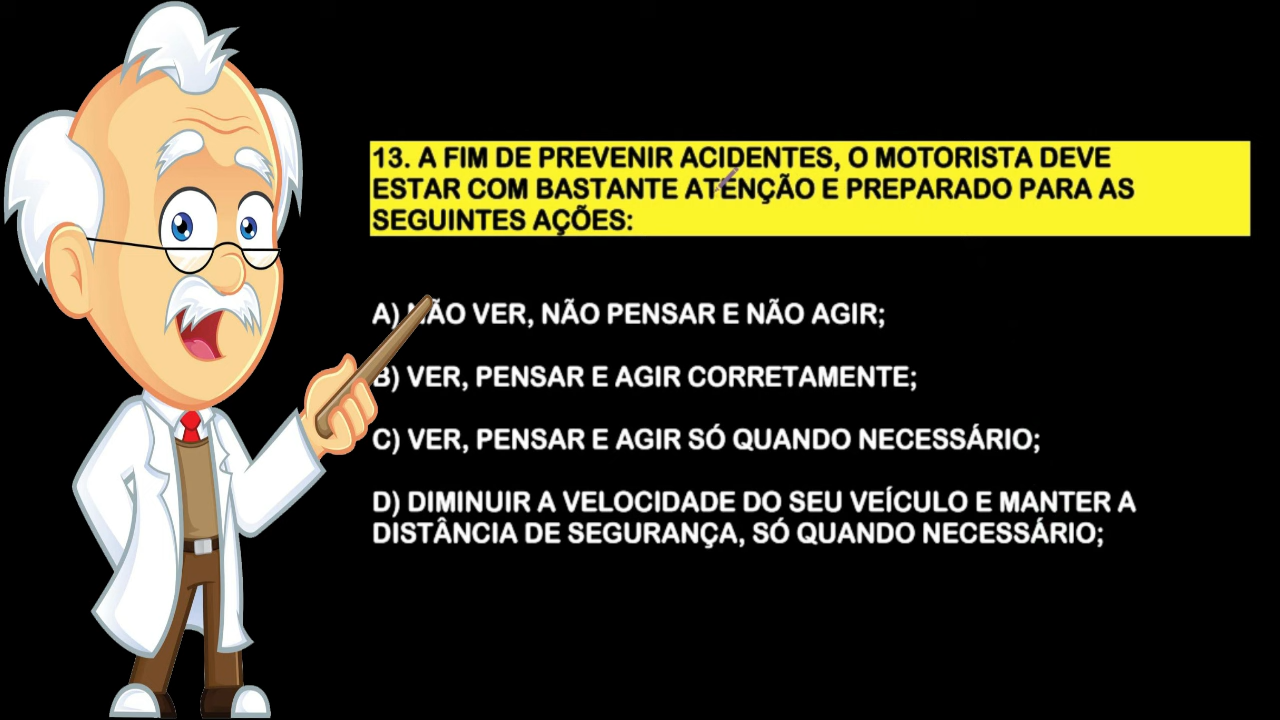 13. A FIM DE PREVENIR ACIDENTES, O MOTORISTA DEVE
ESTAR COM BASTANTE ATENÇÃO E PREPARADO PARA AS
SEGUINTES AÇÕES:
A) NÃO VER, NÃO PENSAR E NÃO AGIR;
B) VER, PENSAR E AGIR CORRETAMENTE;
C) VER, PENSAR E AGIR SÓ QUANDO NECESSÁRIO;
D) DIMINUIR A VELOCIDADE DO SEU VEÍCULO E MANTER A
DISTÂNCIA DE SEGURANÇA, SÓ QUANDO NECESSÁRIO;